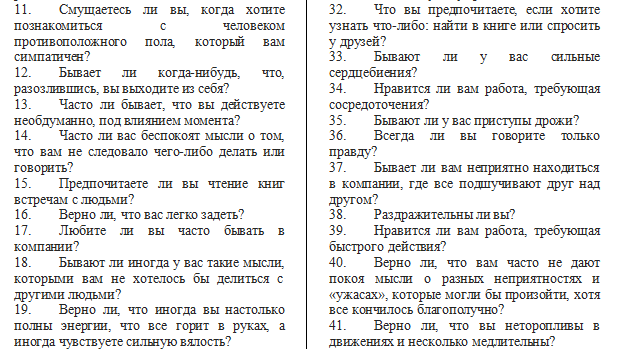 11. Смущаетесь ли вы, когда хотите
познакомиться с человеком
противоположного пола, который вам
симпатичен?
12. Бывает ли когда-нибудь, что,
разозлившись, вы выходите из себя?
13. Часто ли бывает, что вы действуете
необдуманно, под влиянием момента?
14. Часто ли вас беспокоят мысли о том,
что вам не следовало чего-либо делать или
говорить?
15. Предпочитаете ли вы чтение книг
встречам с людьми?
16. Верно ли, что вас легко задеть?
17. Любите ли вы часто бывать в
компании?
18. Бывают ли иногда у вас такие мысли,
которыми вам не хотелось бы делиться с
другими людьми?
19. Верно ли, что иногда вы настолько
полны энергии, что все горит в руках, а
иногда чувствуете сильную вялость?
32. Что вы предпочитаете, если хотите
узнать что-либо: найти в книге или спросить
у друзей?
33. Бывают ли у вас сильные
сердцебиения?
34. Нравится ли вам работа, требующая
сосредоточения?
35. Бывают ли у вас приступы дрожи?
36. Всегда ли вы говорите только
правду?
37. Бывает ли вам неприятно находиться
в компании, где все подшучивают друг над
другом?
38. Раздражительны ли вы?
39. Нравится ли вам работа, требующая
быстрого действия?
40. Верно ли, что вам часто не дают
покоя мысли о разных неприятностях и
«ужасах», которые могли бы произойти, хотя
все кончилось благополучно?
41. Верно ли, что вы неторопливы в
движениях и несколько медлительны?